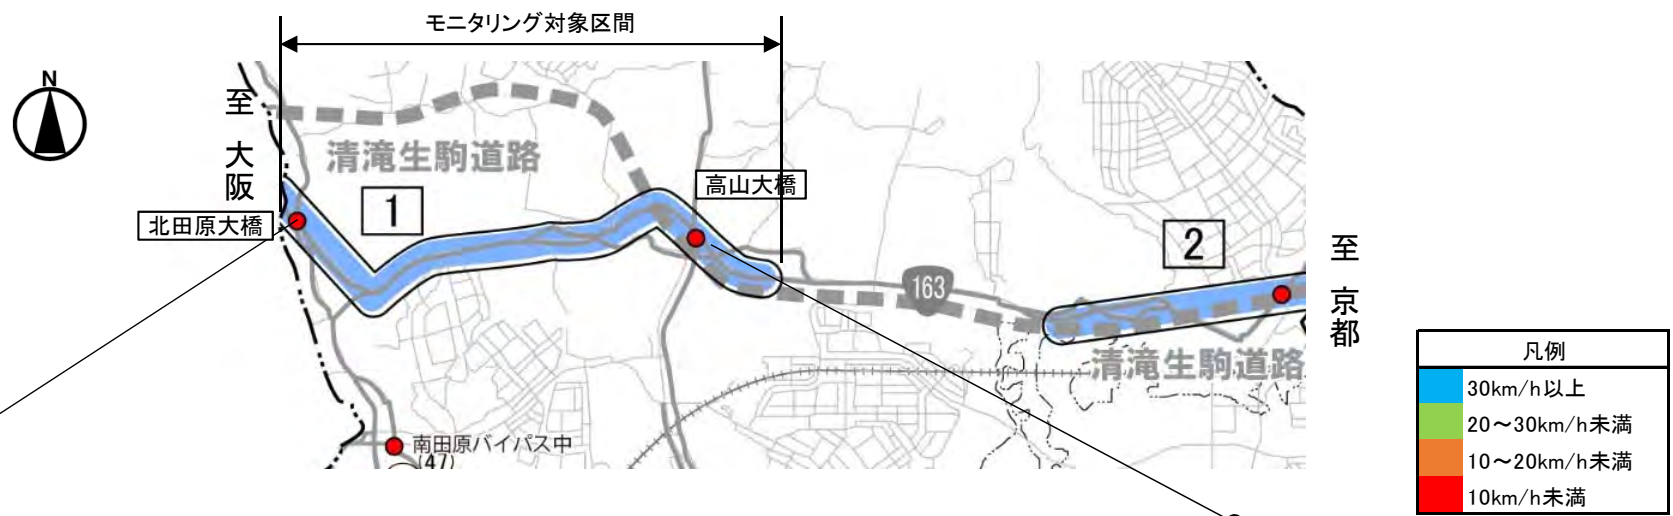 モニタリング対象区間
N
至 大阪
清滝生駒道路
1
高山大橋
北田原大橋
2
163
至 京都
清滝生駒道路
南田原バイパス中
(47)
凡例
30km/h以上
20～30km/h未満
10～20km/h未満
10km/h未満